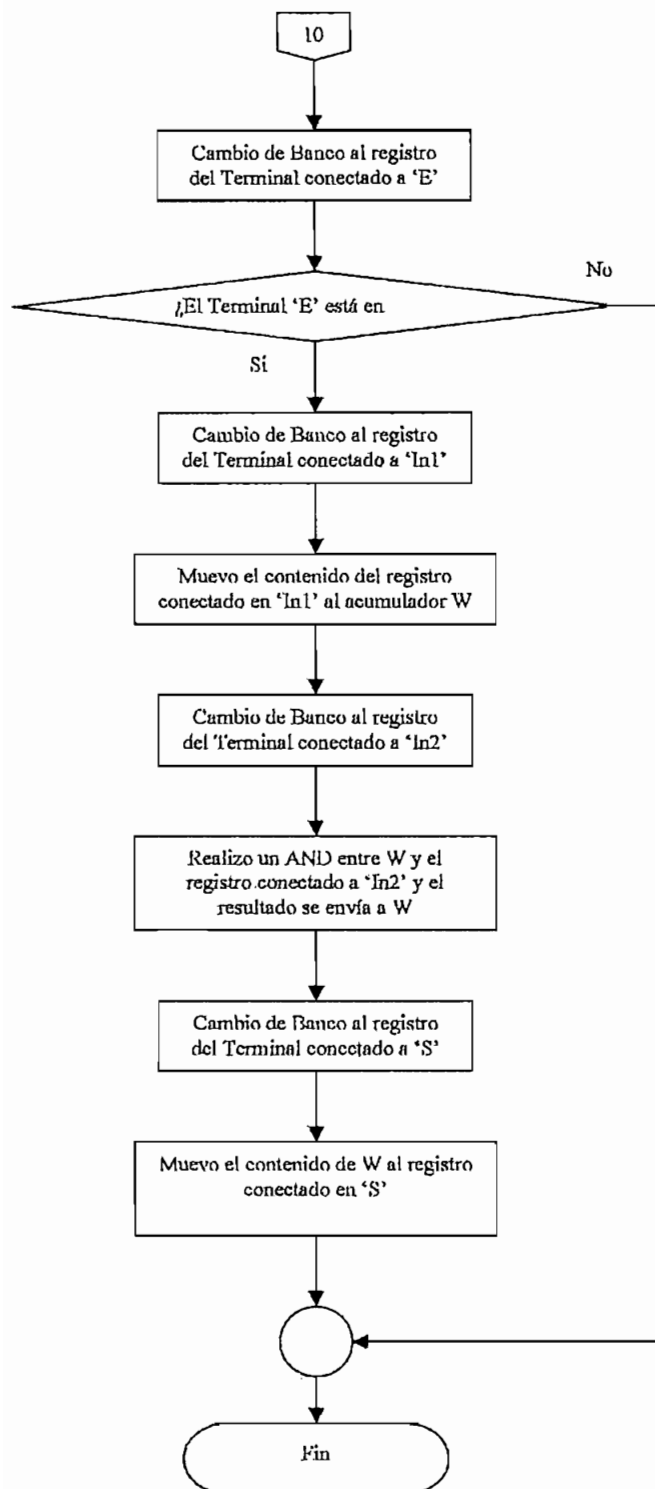 10
Cambio de Banco al registro
del Terminal conectado a ‘E’
¿El Terminal ‘E’ está en
No
Sí
Cambio de Banco al registro
del Terminal conectado a ‘In1’
Muevo el contenido del registro
conectado en ‘In1’ al acumulador W
Cambio de Banco al registro
del Terminal conectado a ‘In2’
Realizo un AND entre W y el
registro conectado a ‘In2’ y el
resultado se envía a W
Cambio de Banco al registro
del Terminal conectado a ‘S’
Muevo el contenido de W al registro
conectado en ‘S’
Fin